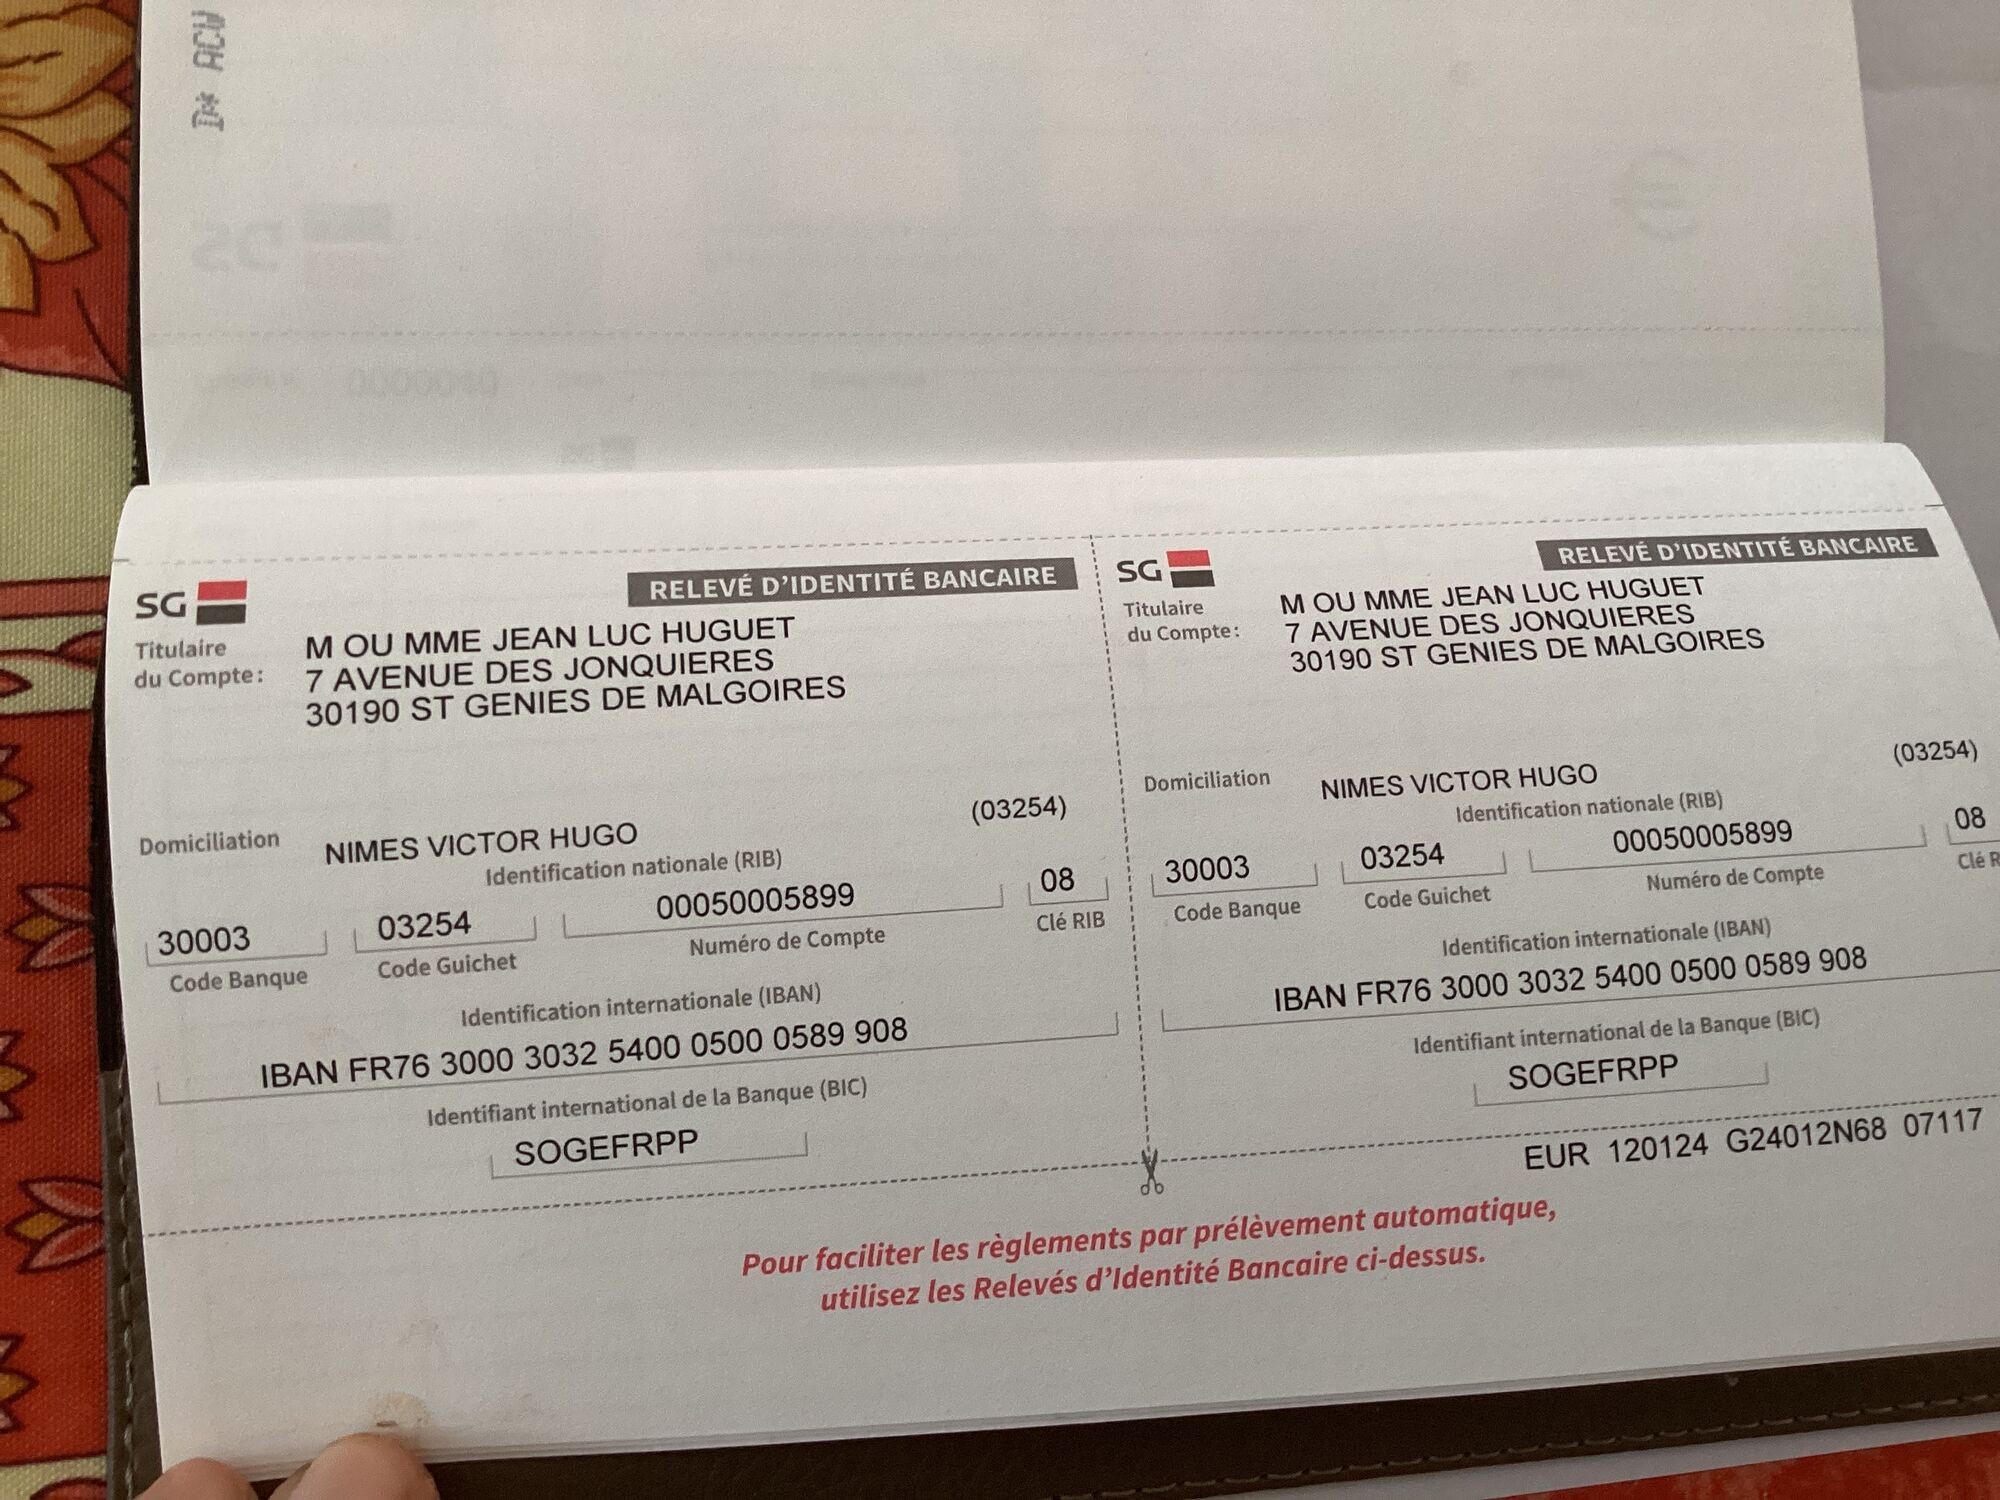 D* ACW
SG
RELEVÉ D'IDENTITÉ BANCAIRE
Titulaire
du Compte :
M OU MME JEAN LUC HUGUET
7 AVENUE DES JONQUIERES
30190 ST GENIES DE MALGOIRES
(03254)
Domiciliation NIMES VICTOR HUGO
Identification nationale (RIB)
30003 03254 00050005899 08
Code Banque Code Guichet Numéro de Compte Clé RIB
Identification internationale (IBAN)
IBAN FR76 3000 3032 5400 0500 0589 908
Identifiant international de la Banque (BIC)
SOGEFRPP
SG
RELEVÉ D'IDENTITÉ BANCAIRE
Titulaire
du Compte :
M OU MME JEAN LUC HUGUET
7 AVENUE DES JONQUIERES
30190 ST GENIES DE MALGOIRES
(03254)
Domiciliation NIMES VICTOR HUGO
Identification nationale (RIB)
30003 03254 00050005899 08
Code Banque Code Guichet Numéro de Compte Clé R
Identification internationale (IBAN)
IBAN FR76 3000 3032 5400 0500 0589 908
Identifiant international de la Banque (BIC)
SOGEFRPP
EUR 120124 G24012N68 07117
Pour faciliter les règlements par prélèvement automatique,
utilisez les Relevés d'Identité Bancaire ci-dessus.